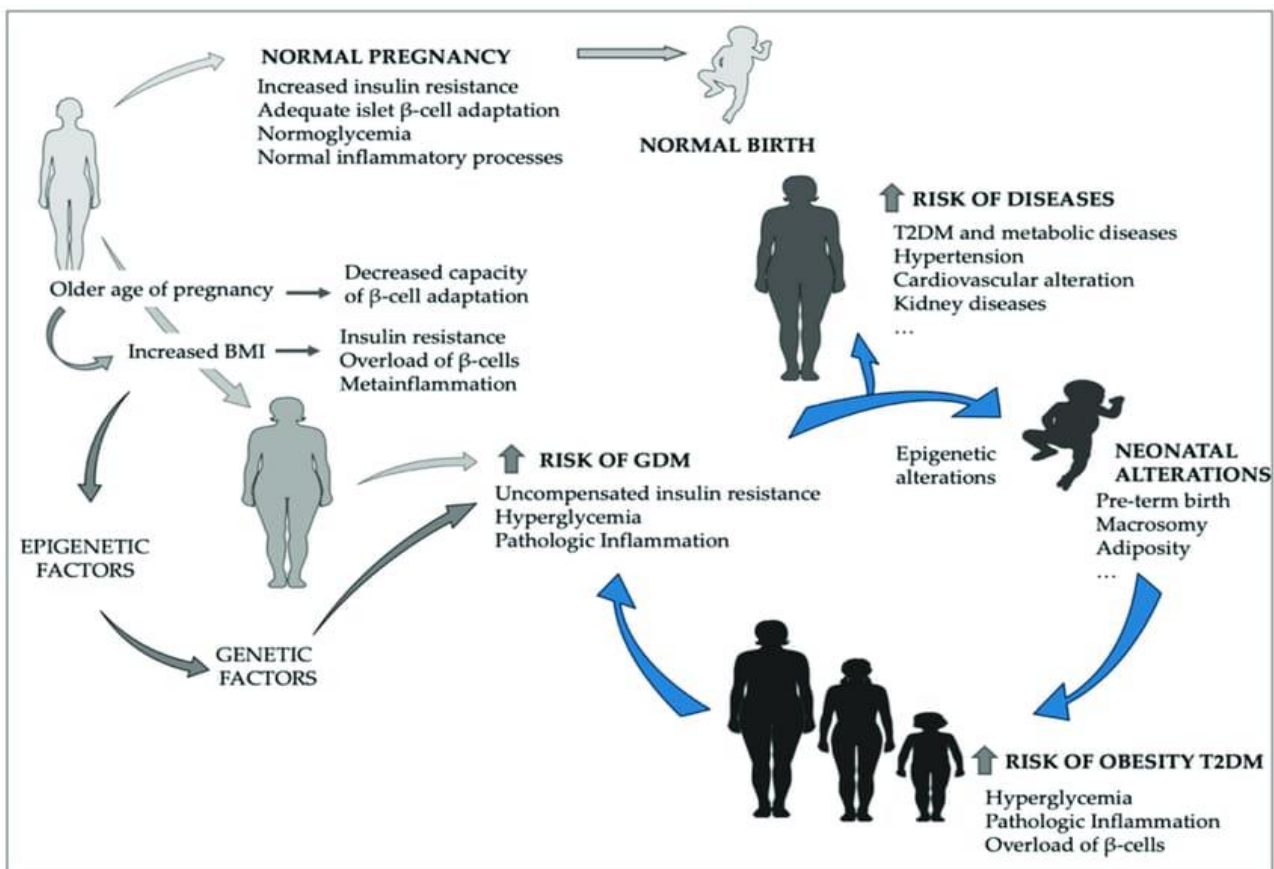 NORMAL PREGNANCY
Increased insulin resistance
Adequate islet β-cell adaptation
Normoglycemia
Normal inflammatory processes
NORMAL BIRTH
RISK OF DISEASES
T2DM and metabolic diseases
Hypertension
Cardiovascular alteration
Kidney diseases
...
Older age of pregnancy
Decreased capacity
of β-cell adaptation
Increased BMI
Insulin resistance
Overload of β-cells
Metainflammation
RISK OF GDM
Uncompensated insulin resistance
Hyperglycemia
Pathologic Inflammation
Epigenetic
alterations
NEONATAL
ALTERATIONS
Pre-term birth
Macrosomy
Adiposity
...
EPIGENETIC
FACTORS
GENETIC
FACTORS
RISK OF OBESITY T2DM
Hyperglycemia
Pathologic Inflammation
Overload of β-cells